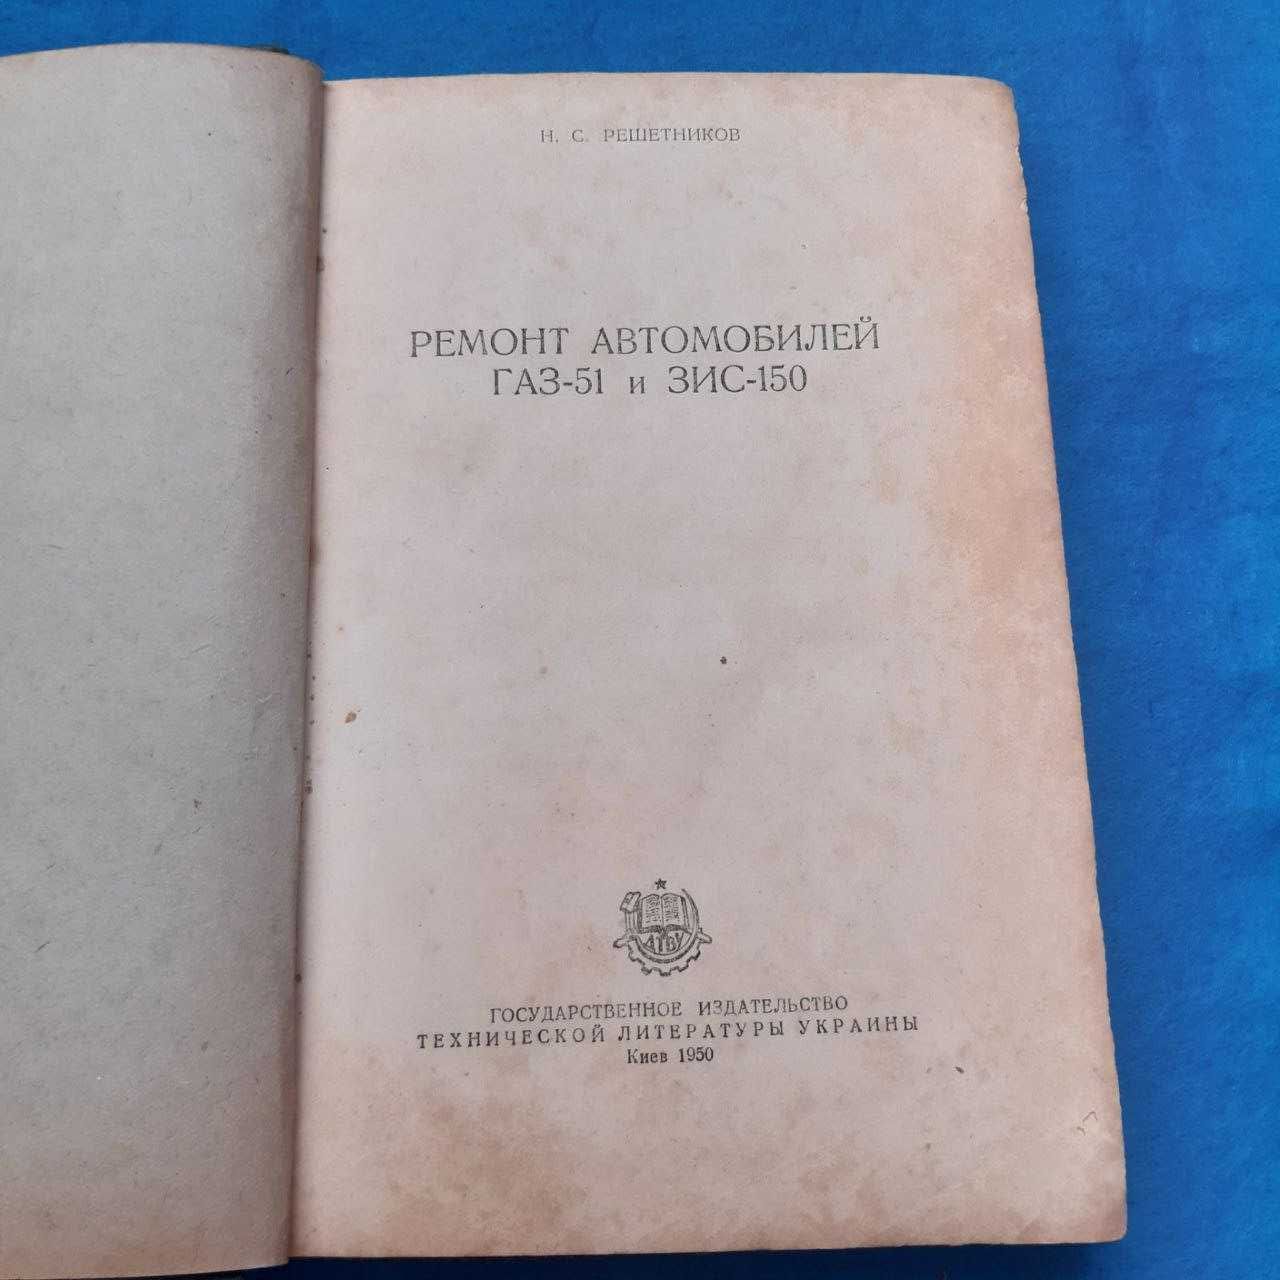 Н. С. РЕШЕТНИКОВ
РЕМОНТ АВТОМОБИЛЕЙ
ГАЗ-51 и ЗИС-150
ГОСУДАРСТВЕННОЕ ИЗДАТЕЛЬСТВО
ТЕХНИЧЕСКОЙ ЛИТЕРАТУРЫ УКРАИНЫ
Киев 1950